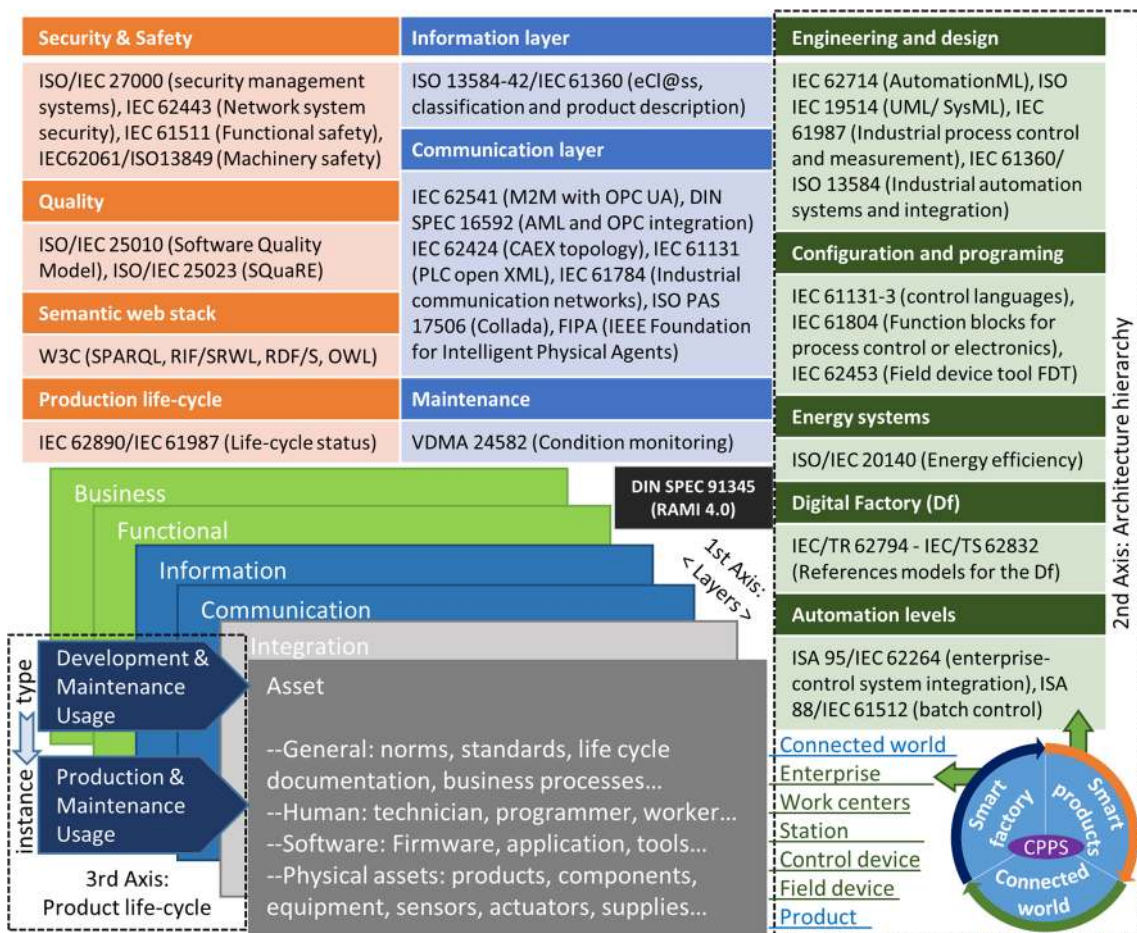 Security & Safety
ISO/IEC 27000 (security management
systems), IEC 62443 (Network system
security), IEC 61511 (Functional safety),
IEC62061/ISO13849 (Machinery safety)
Quality
ISO/IEC 25010 (Software Quality
Model), ISO/IEC 25023 (SQuaRE)
Semantic web stack
W3C (SPARQL, RIF/SRWL, RDF/S, OWL)
Production life-cycle
IEC 62890/IEC 61987 (Life-cycle status)
Information layer
ISO 13584-42/IEC 61360 (eCl@ss,
classification and product description)
Communication layer
IEC 62541 (M2M with OPC UA), DIN
SPEC 16592 (AML and OPC integration)
IEC 62424 (CAEX topology), IEC 61131
(PLC open XML), IEC 61784 (Industrial
communication networks), ISO PAS
17506 (Collada), FIPA (IEEE Foundation
for Intelligent Physical Agents)
Maintenance
VDMA 24582 (Condition monitoring)
Engineering and design
IEC 62714 (AutomationML), ISO
IEC 19514 (UML/ SysML), IEC
61987 (Industrial process control
and measurement), IEC 61360/
ISO 13584 (Industrial automation
systems and integration)
Configuration and programing
IEC 61131-3 (control languages),
IEC 61804 (Function blocks for
process control or electronics),
IEC 62453 (Field device tool FDT)
Energy systems
ISO/IEC 20140 (Energy efficiency)
Digital Factory (Df)
IEC/TR 62794 - IEC/TS 62832
(References models for the Df)
Automation levels
ISA 95/IEC 62264 (enterprise-
control system integration), ISA
88/IEC 61512 (batch control)
2nd Axis: Architecture hierarchy
DIN SPEC 91345
(RAMI 4.0)
1st Axis:
< Layers >
Business
Functional
Information
Communication
Integration
Asset
--General: norms, standards, life cycle
documentation, business processes...
--Human: technician, programmer, worker...
--Software: Firmware, application, tools...
--Physical assets: products, components,
equipment, sensors, actuators, supplies...
type
instance
Development &
Maintenance
Usage
Production &
Maintenance
Usage
3rd Axis:
Product life-cycle
Connected world
Enterprise
Work centers
Station
Control device
Field device
Product
Smart
factory
Smart
products
CPPS
Connected
world